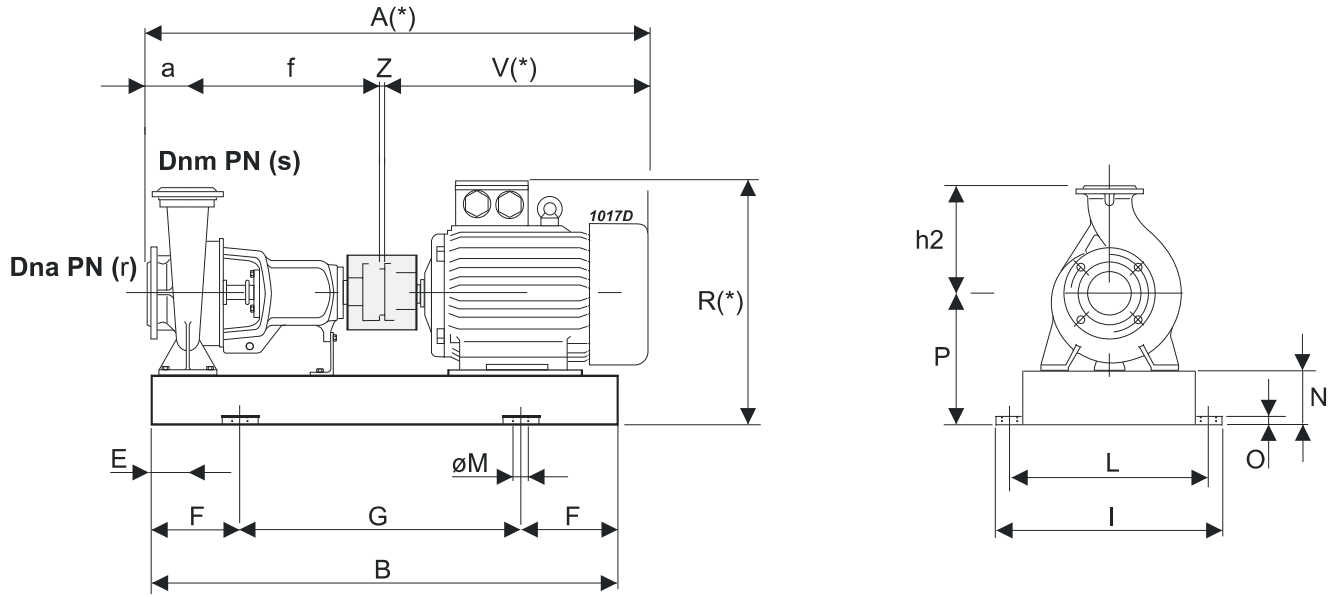 A(*)
a f Z V(*)
Dnm PN (s)
1017D
Dna PN (r)
R(*)
E
øM
F G F
B
h2
P
N
O
L
I